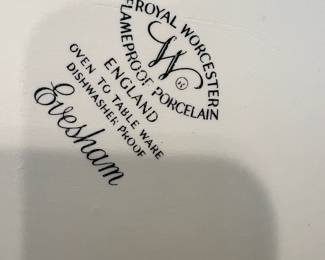 ROYAL WORCESTER
W
FLAMEPROOF PORCELAIN
ENGLAND
OVEN TO TABLE WARE
DISHWASHER PROOF
Evesham